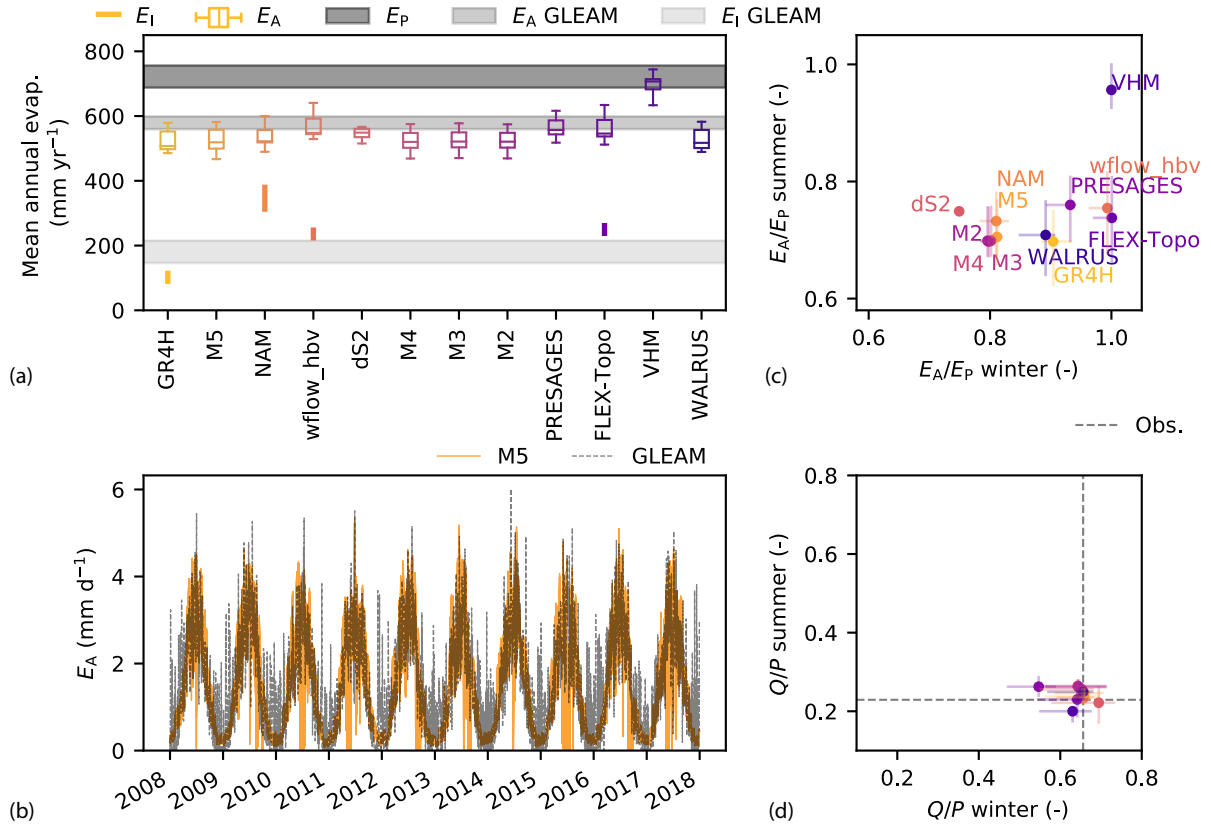 E_I E_A E_P E_A GLEAM E_I GLEAM
Mean annual evap.
(mm yr⁻¹)
800
600
400
200
0
GR4H
M5
NAM
wflow_hbv
dS2
M4
M3
M2
PRESAGES
FLEX-Topo
VHM
WALRUS
(a)
E_A/E_P summer (-)
1.0
0.8
0.6
VHM
wflow_hbv
NAM
PRESAGES
M5
dS2
M2
FLEX-Topo
WALRUS
M4 M3
GR4H
0.6 0.8 1.0
E_A/E_P winter (-)
(c)
M5 GLEAM
E_A (mm d⁻¹)
6
4
2
0
2008 2009 2010 2011 2012 2013 2014 2015 2016 2017 2018
(b)
Obs.
Q/P summer (-)
0.8
0.6
0.4
0.2
0.2 0.4 0.6 0.8
Q/P winter (-)
(d)